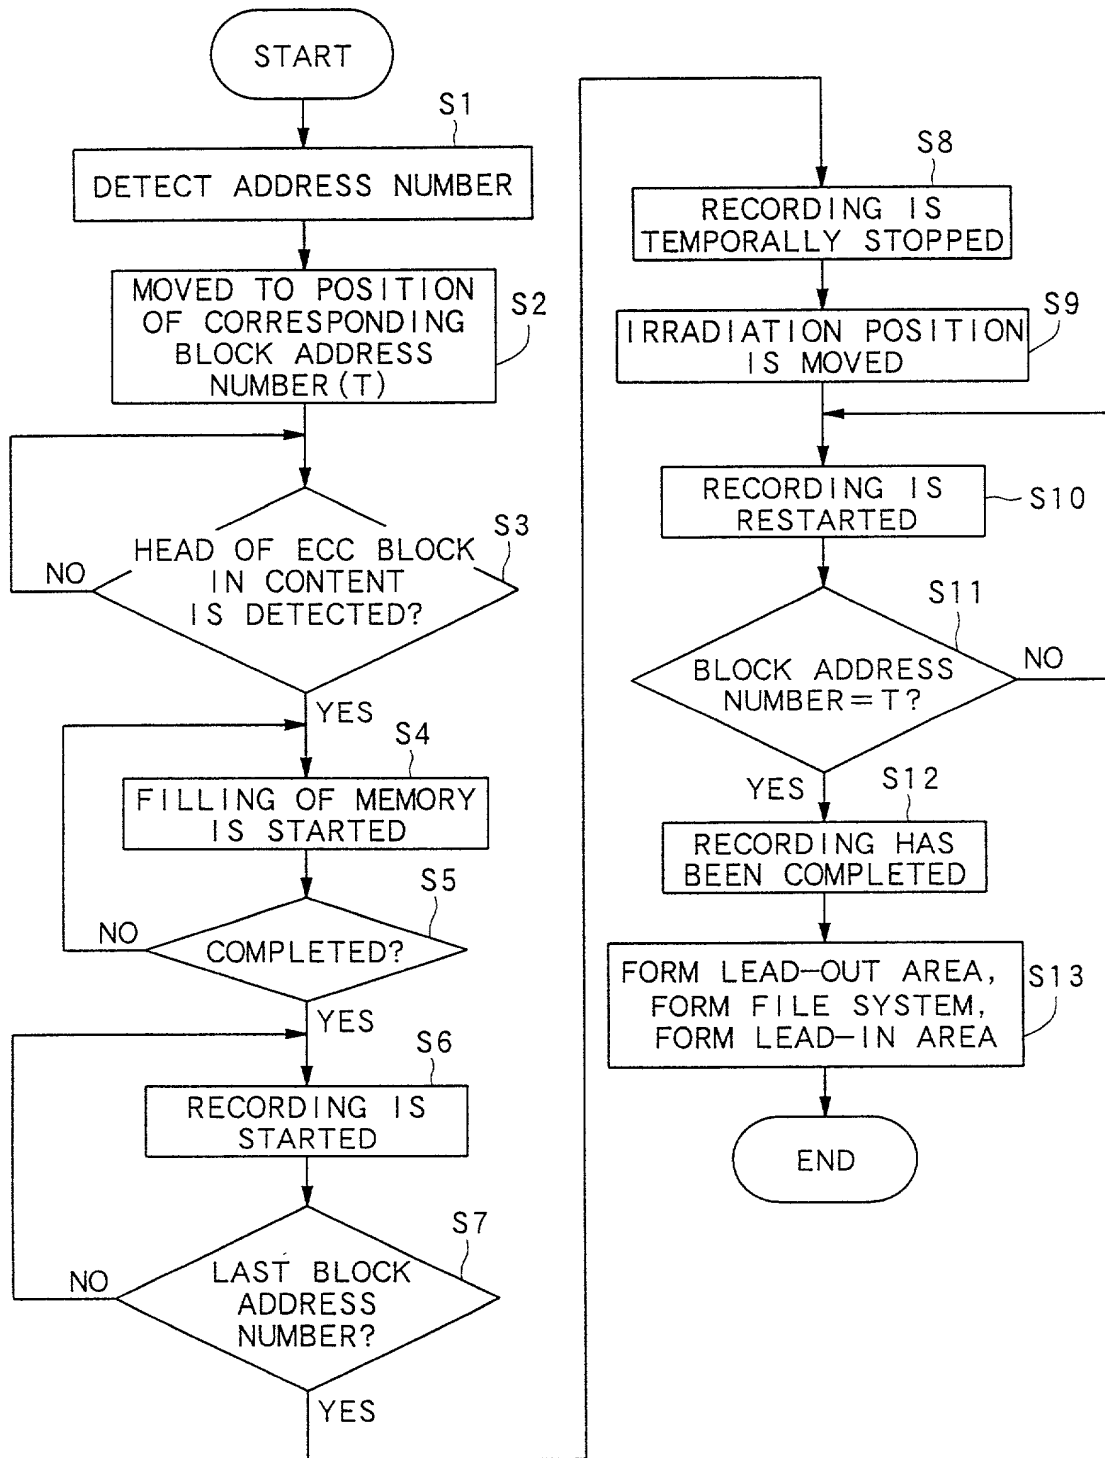 START
S1
DETECT ADDRESS NUMBER
MOVED TO POSITION
OF CORRESPONDING
BLOCK ADDRESS
NUMBER(T)
S2
S3
HEAD OF ECC BLOCK
IN CONTENT
IS DETECTED?
NO
YES
S4
FILLING OF MEMORY
IS STARTED
S5
COMPLETED?
NO
YES
S6
RECORDING IS
STARTED
S7
LAST BLOCK
ADDRESS
NUMBER?
NO
YES
S8
RECORDING IS
TEMPORALLY STOPPED
S9
IRRADIATION POSITION
IS MOVED
RECORDING IS
RESTARTED
S10
S11
BLOCK ADDRESS
NUMBER=T?
NO
YES
S12
RECORDING HAS
BEEN COMPLETED
FORM LEAD-OUT AREA,
FORM FILE SYSTEM,
FORM LEAD-IN AREA
S13
END